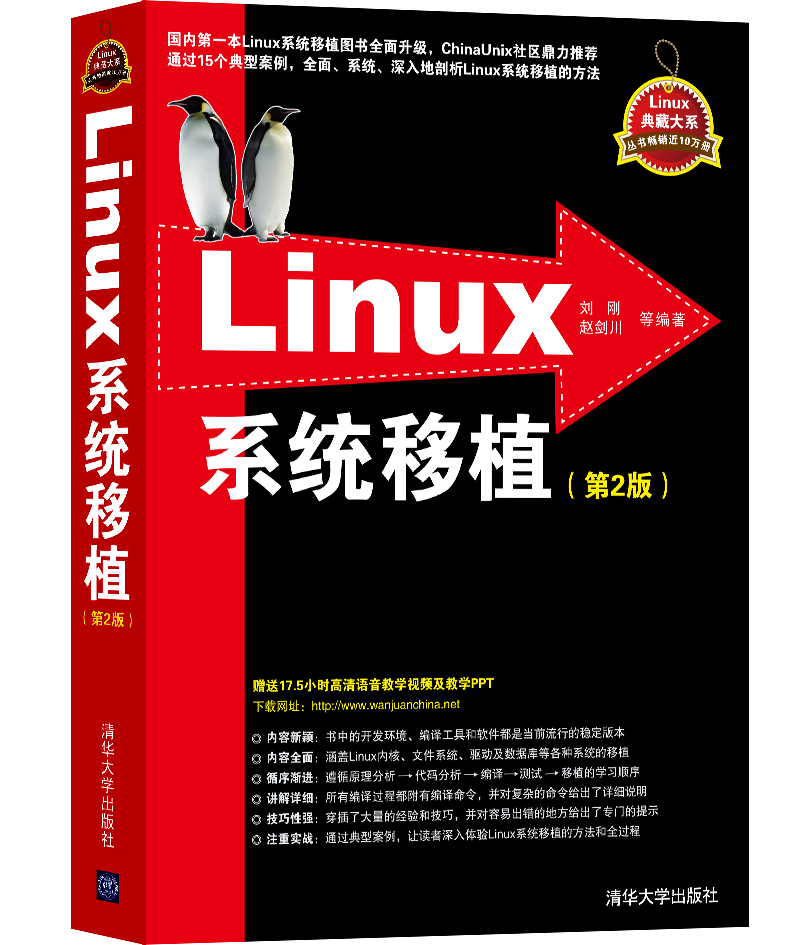 Linux
典藏大系
丛书畅销近10万册
Linux系统移植
（第2版）
清华大学出版社
国内第一本Linux系统移植图书全面升级，ChinaUnix社区鼎力推荐
通过15个典型案例，全面、系统、深入地剖析Linux系统移植的方法
Linux
典藏大系
丛书畅销近10万册
Linux
刘 刚
赵剑川 等编著
系统移植（第2版）
赠送17.5小时高清语音教学视频及教学PPT
下载网址：http://www.wanjuanchina.net
◎ 内容新颖：书中的开发环境、编译工具和软件都是当前流行的稳定版本
◎ 内容全面：涵盖Linux内核、文件系统、驱动及数据库等各种系统的移植
◎ 循序渐进：遵循原理分析→代码分析→编译→测试→移植的学习顺序
◎ 讲解详细：所有编译过程都附有编译命令，并对复杂的命令给出了详细说明
◎ 技巧性强：穿插了大量的经验和技巧，并对容易出错的地方给出了专门的提示
◎ 注重实战：通过典型案例，让读者深入体验Linux系统移植的方法和全过程
清华大学出版社